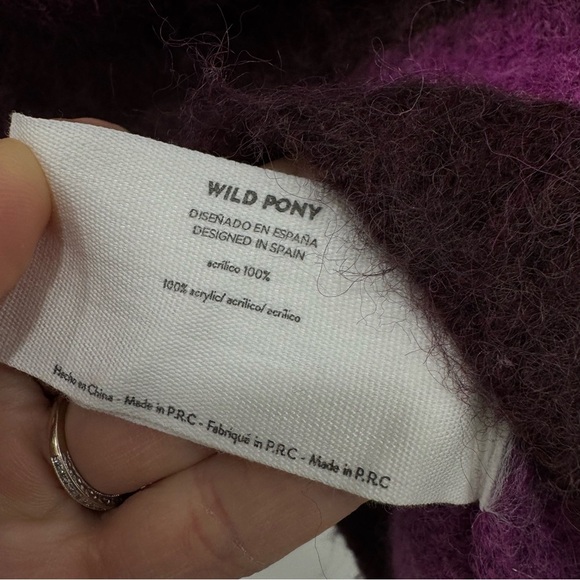 WILD PONY
DISEÑADO EN ESPAÑA
DESIGNED IN SPAIN
acrílico 100%
100% acrylic/ acrílico/ acrílico
Hecho en China - Made in P.R.C - Fabriqué in P.R.C - Made in P.R.C